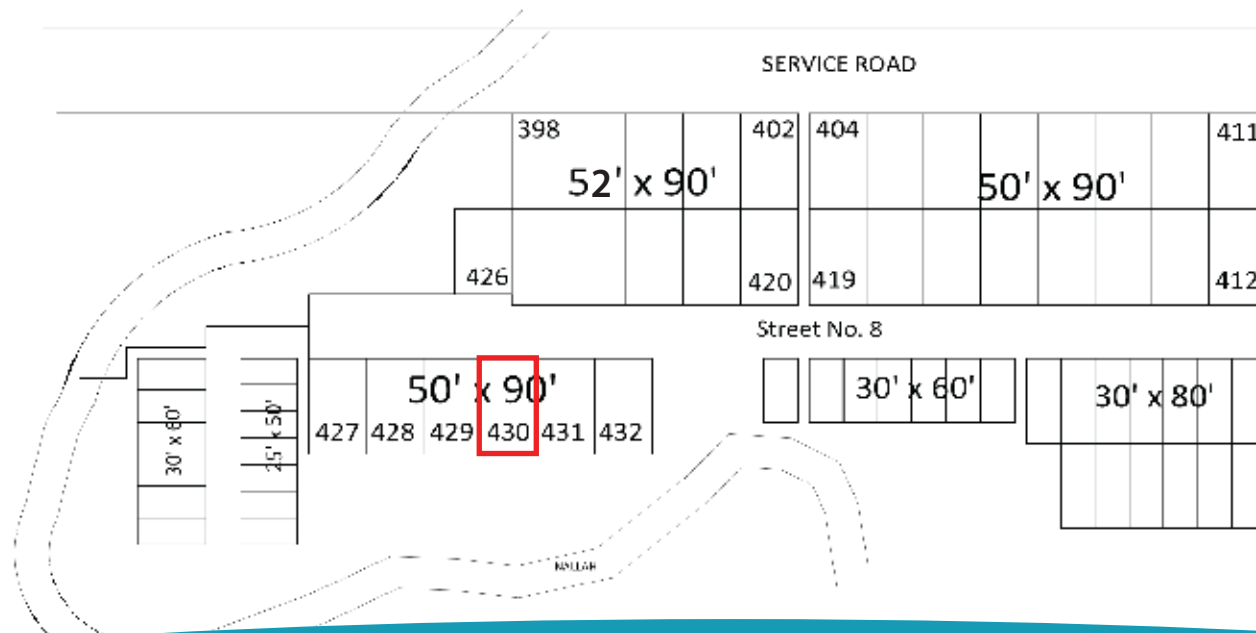 SERVICE ROAD
398
402
404
411
52' x 90'
50' x 90'
426
420
419
412
Street No. 8
50' x 90'
30' x 60'
30' x 80'
427
428
429
430
431
432
30' x 60'
25' x 50'
NALLAH